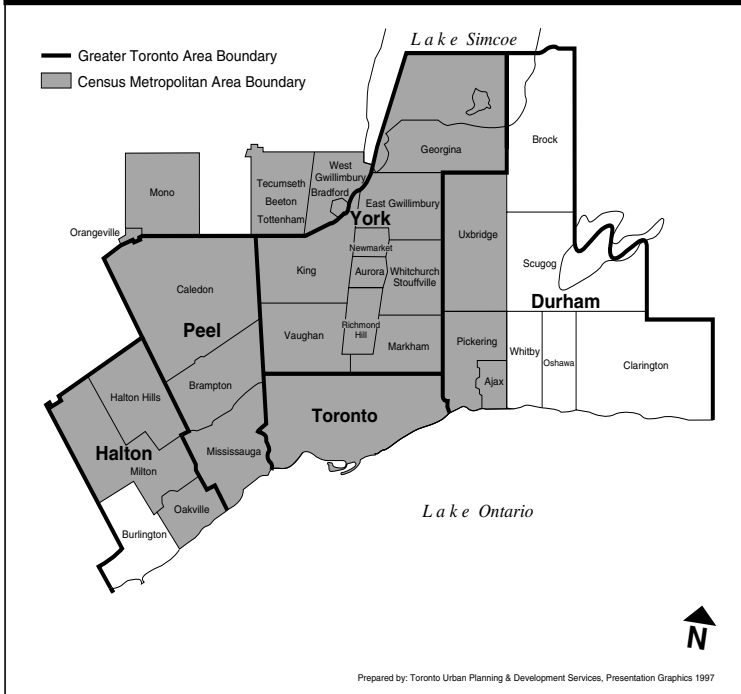 Lake Simcoe
Greater Toronto Area Boundary
Census Metropolitan Area Boundary
Brock
Georgina
West
Gwillimbury
Bradford
Tecumseth
Beeton
Tottenham
Mono
East Gwillimbury
York
Orangeville
Uxbridge
Newmarket
Scugog
King
Aurora
Whitchurch
Stouffville
Caledon
Durham
Peel
Vaughan
Richmond
Hill
Markham
Pickering
Whitby
Oshawa
Clarington
Ajax
Brampton
Halton Hills
Toronto
Halton
Mississauga
Milton
Oakville
Lake Ontario
Burlington
N
Prepared by: Toronto Urban Planning & Development Services, Presentation Graphics 1997